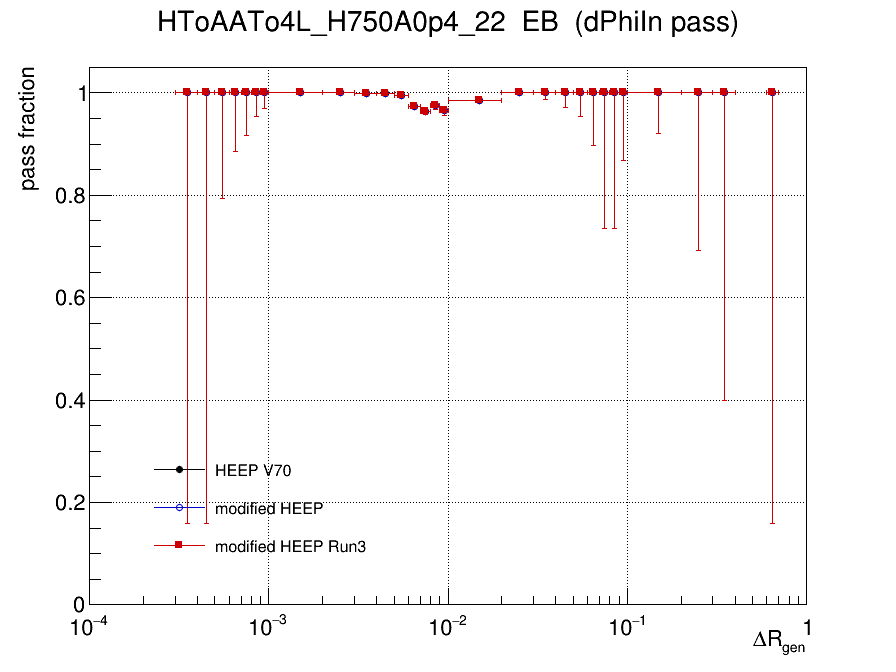 HToAATo4L_H750A0p4_22 EB (dPhiIn pass)
pass fraction
1
0.8
0.6
0.4
0.2
0
HEEP V70
modified HEEP
modified HEEP Run3
10⁻⁴ 10⁻³ 10⁻² 10⁻¹ 1
ΔR_gen